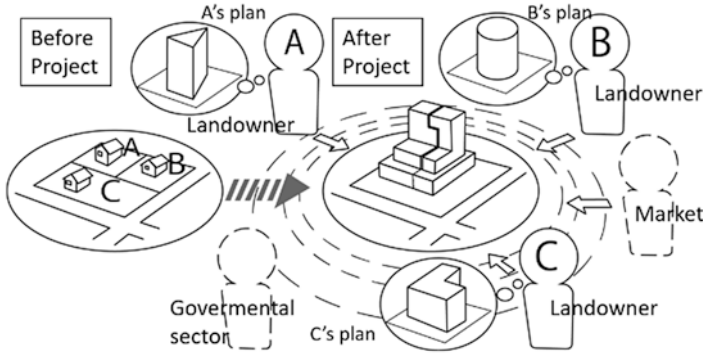 A's plan
B's plan
Before
Project
A
After
Project
B
Landowner
Landowner
A
B
C
Market
C
Govermental
sector
Landowner
C's plan